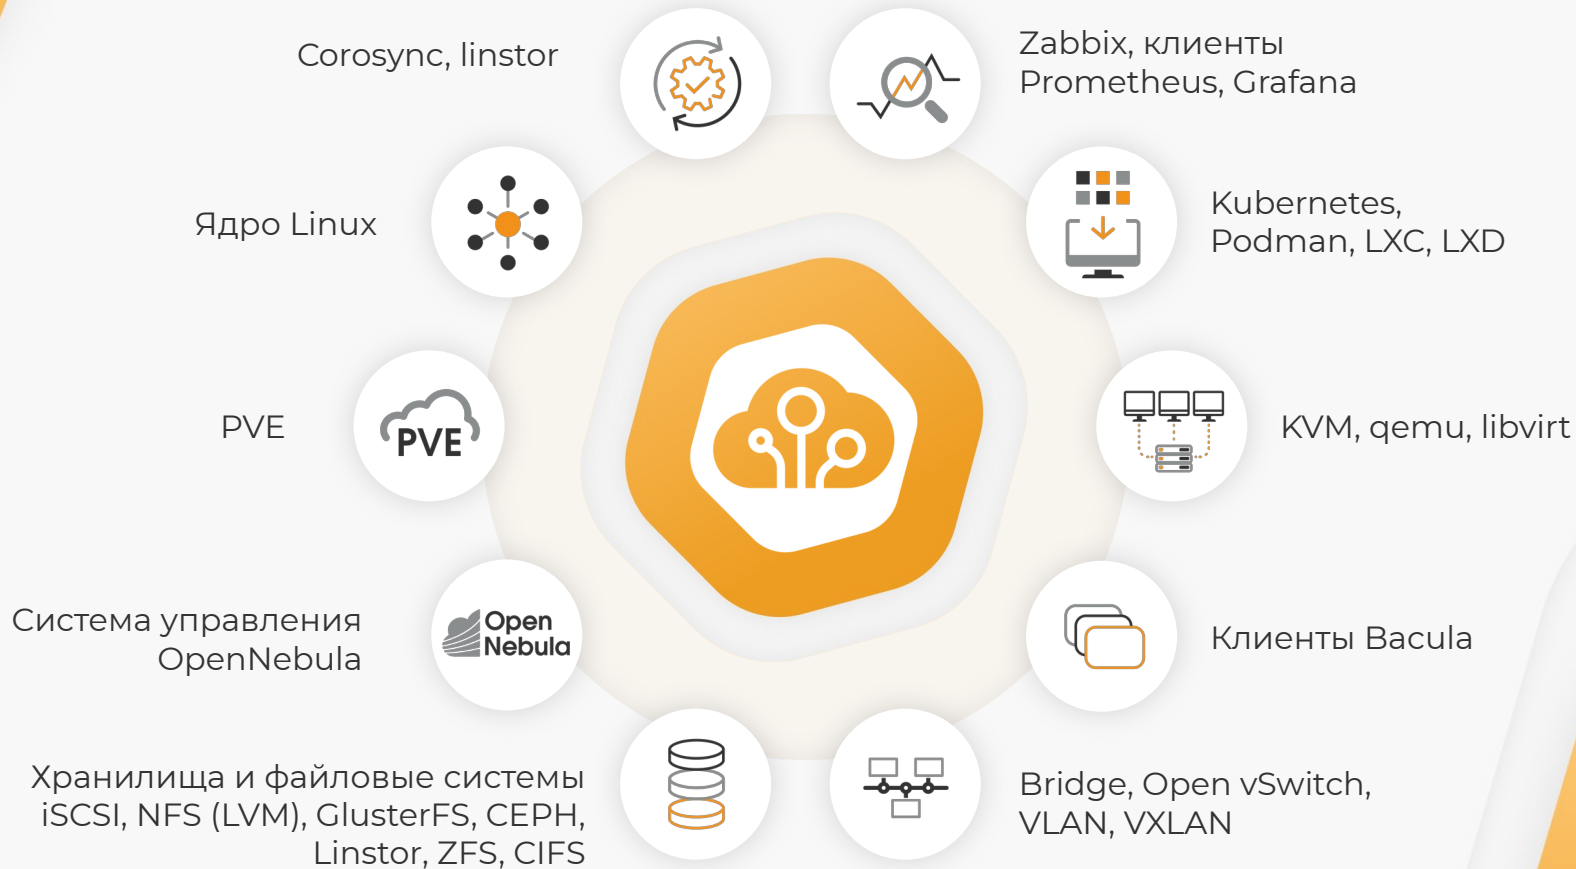 Corosync, linstor
Zabbix, клиенты
Prometheus, Grafana
Ядро Linux
Kubernetes,
Podman, LXC, LXD
PVE
PVE
KVM, qemu, libvirt
Система управления
OpenNebula
Open
Nebula
Клиенты Bacula
Хранилища и файловые системы
iSCSI, NFS (LVM), GlusterFS, CEPH,
Linstor, ZFS, CIFS
Bridge, Open vSwitch,
VLAN, VXLAN